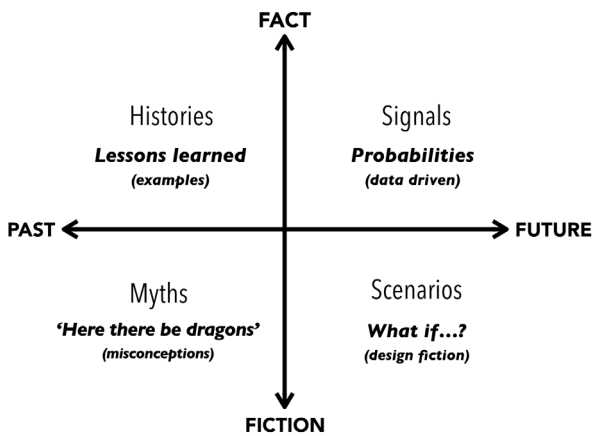 FACT
Histories
Lessons learned
(examples)
Signals
Probabilities
(data driven)
PAST
FUTURE
Myths
‘Here there be dragons’
(misconceptions)
Scenarios
What if...?
(design fiction)
FICTION